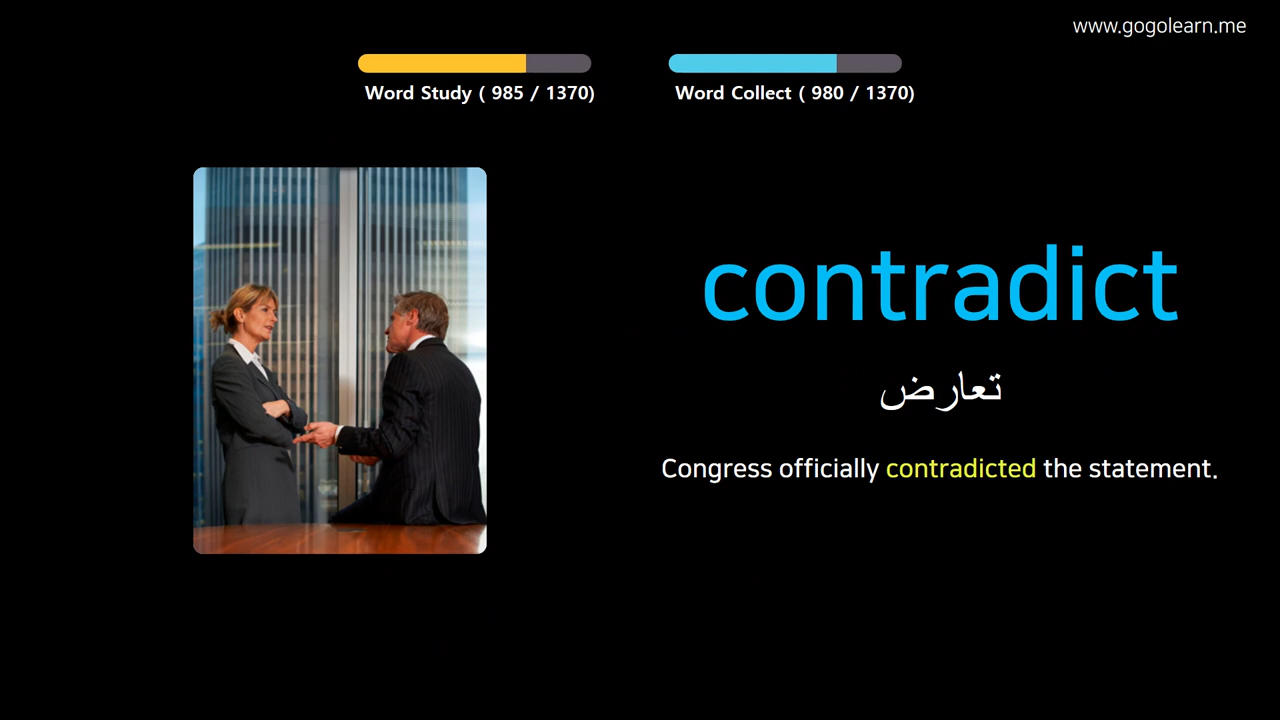 www.gogolearn.me
Word Study ( 985 / 1370)
Word Collect ( 980 / 1370)
contradict
تعارض
Congress officially contradicted the statement.